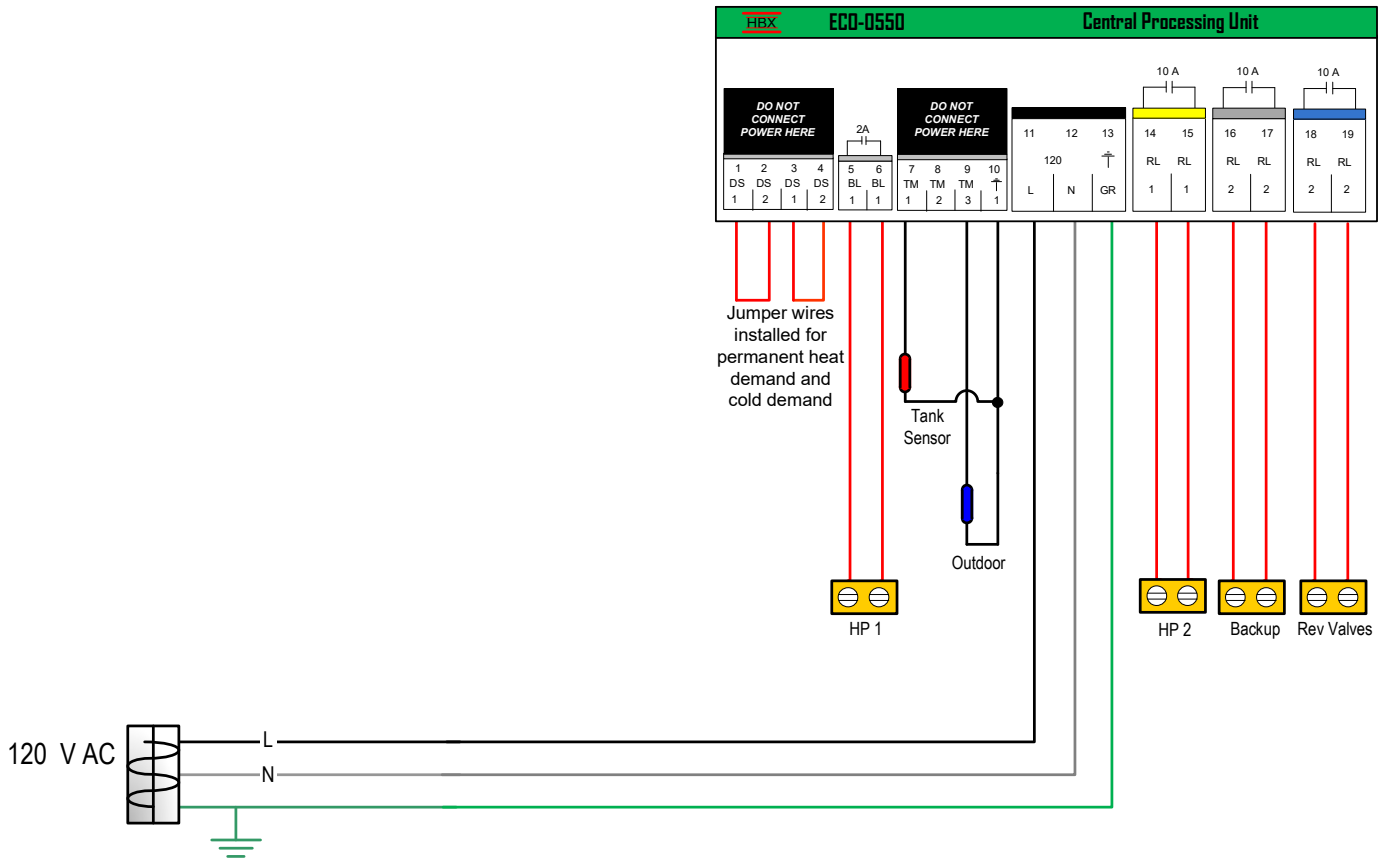 HBX ECO-0550 Central Processing Unit
10 A 10 A 10 A
DO NOT
CONNECT
POWER HERE
2A
DO NOT
CONNECT
POWER HERE
1 2 3 4 5 6 7 8 9 10 11 12 13 14 15 16 17 18 19
DS DS DS DS BL BL TM TM TM 120 RL RL RL RL RL RL
1 2 1 2 1 1 1 2 3 1 L N GR 1 1 2 2 2 2
Jumper wires
installed for
permanent heat
demand and
cold demand
Tank
Sensor
Outdoor
HP 1
HP 2
Backup
Rev Valves
120 V AC
L
N